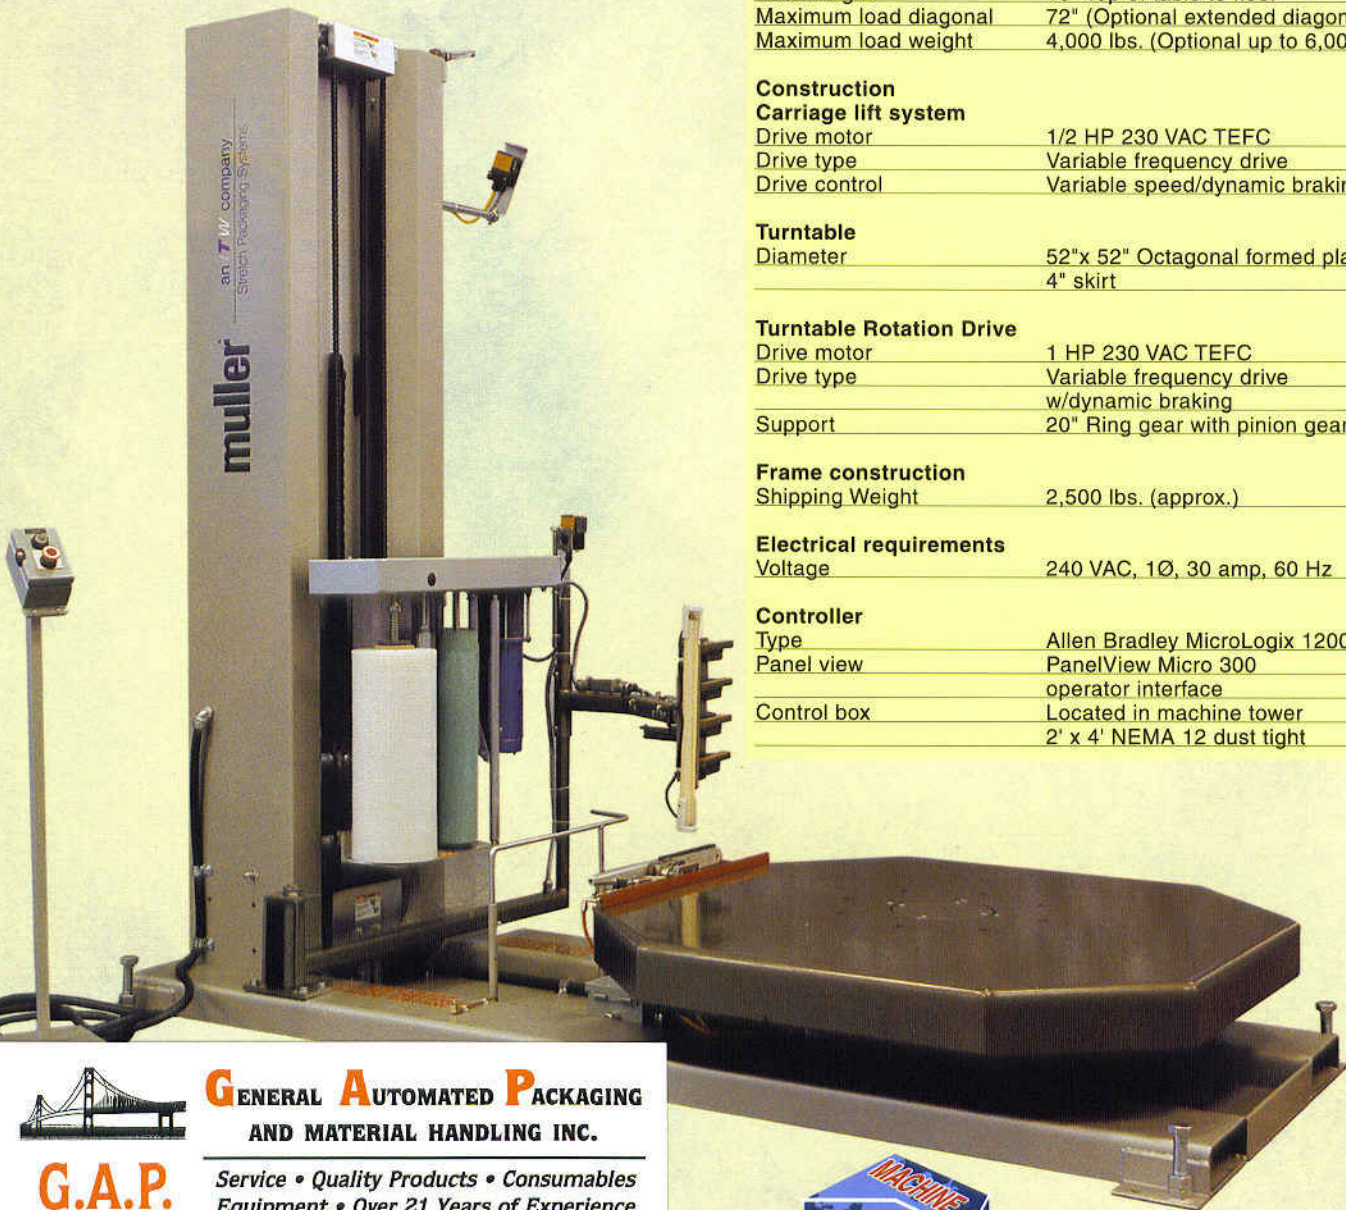 Maximum load diagonal 72" (Optional extended
Maximum load weight 4,000 lbs. (Optional up to
Construction
Carriage lift system
Drive motor 1/2 HP 230 VAC TEFC
Drive type Variable frequency drive
Drive control Variable speed/dynamic
Turntable
Diameter 52"x 52" Octagonal formed
4" skirt
Turntable Rotation Drive
Drive motor 1 HP 230 VAC TEFC
Drive type Variable frequency drive
w/dynamic braking
Support 20" Ring gear with pinion gear
Frame construction
Shipping Weight 2,500 lbs. (approx.)
Electrical requirements
Voltage 240 VAC, 1Ø, 30 amp, 60 Hz
Controller
Type Allen Bradley MicroLogix 1200
Panel view PanelView Micro 300
operator interface
Control box Located in machine tower
2' x 4' NEMA 12 dust tight
muller
an ITW company
Stretch Packaging Systems
GENERAL AUTOMATED PACKAGING
AND MATERIAL HANDLING INC.
G.A.P.
Service • Quality Products • Consumables
Equipment • Over 21 Years of Experience
MACHINE